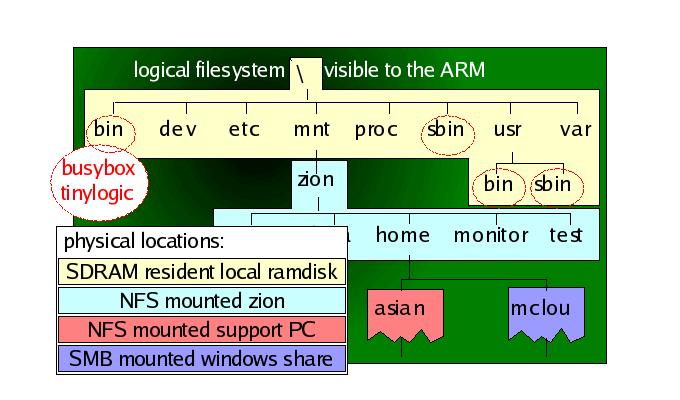 logical filesystem \ visible to the ARM
bin dev etc mnt proc sbin usr var
busybox
tinylogic
zion
bin sbin
home monitor test
physical locations:
SDRAM resident local ramdisk
NFS mounted zion
NFS mounted support PC
SMB mounted windows share
asian
mclou